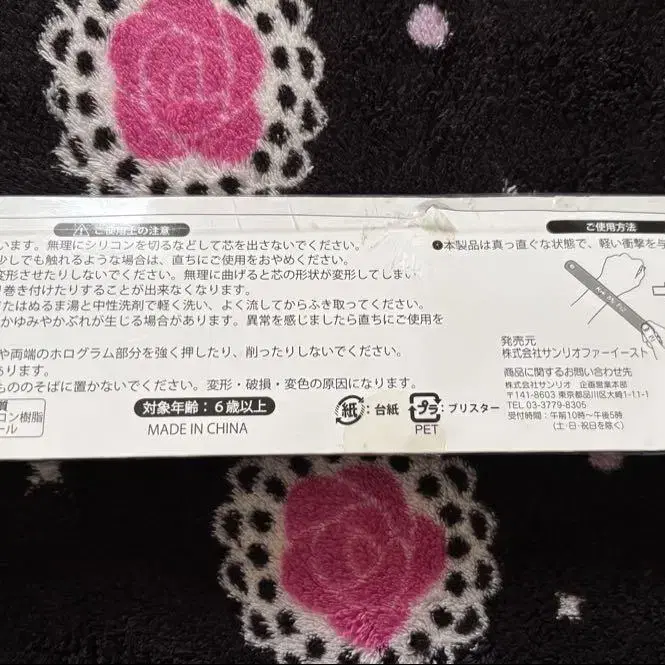 ご使用上の注意
います。無理にシリコンを切るなどして芯を出さないでください。
少しでも触れるような場合は、直ちにご使用をおやめください。
変形させたりしないでください。無理に曲げると芯の形状が変形してしまい、
り巻き付けたりすることが出来なくなります。
たはぬるま湯と中性洗剤で軽く洗い、よく流してからふき取ってください。
かゆみやかぶれが生じる場合があります。異常を感じましたら直ちにご使用を
や両端のホログラム部分を強く押したり、削ったりしないでください。
あります。
もののそばに置かないでください。変形・破損・変色の原因になります。
質
コン樹脂
ール
対象年齢:6歳以上
MADE IN CHINA
紙:台紙
プラ:ブリスター
PET
ご使用方法
●本製品は真っ直ぐな状態で、軽い衝撃を与
発売元
株式会社サンリオファーイースト
商品に関するお問い合わせ先
株式会社サンリオ 企画営業本部
〒141-8603 東京都品川区大崎1-11-1
TEL 03-3779-8305
受付時間:午前10時〜午後5時
(土・日・祝日を除く)